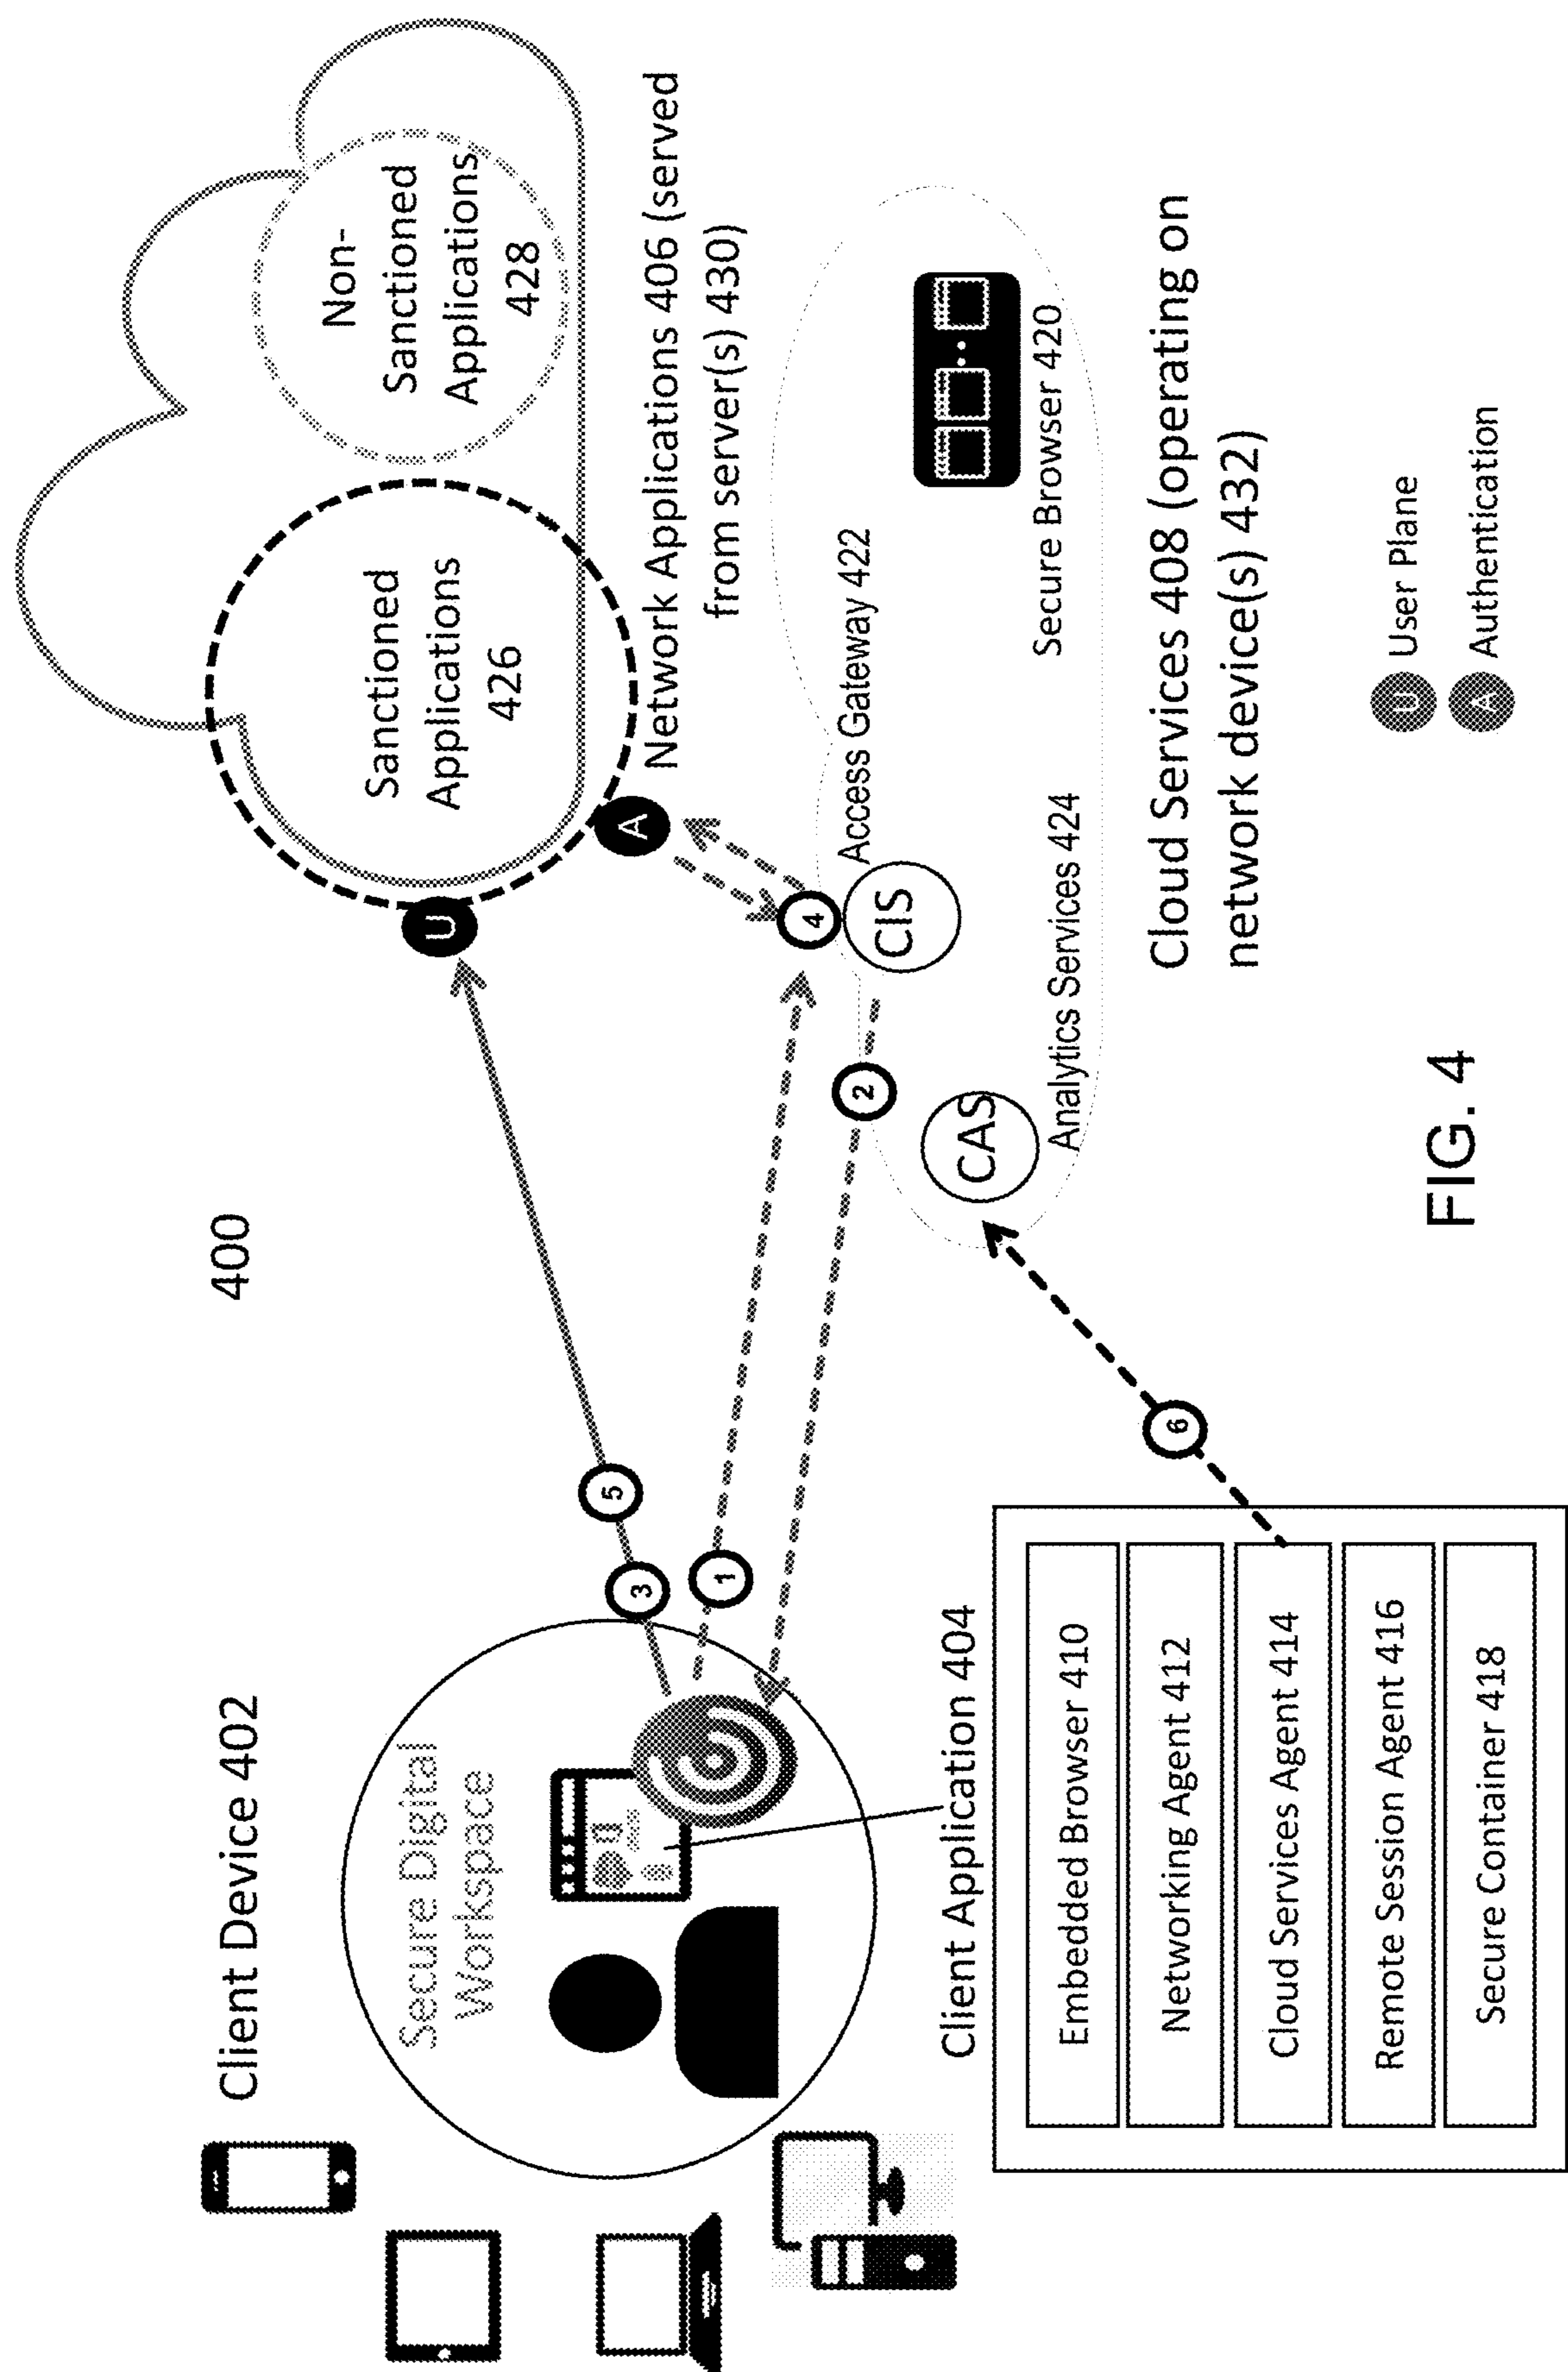 400
Client Device 402
Secure Digital
Workspace
Client Application 404
Embedded Browser 410
Networking Agent 412
Cloud Services Agent 414
Remote Session Agent 416
Secure Container 418
3
5
1
2
4
6
U
A
Sanctioned
Applications
426
Non-
Sanctioned
Applications
428
Network Applications 406 (served
from server(s) 430)
Access Gateway 422
CIS
CAS
Analytics Services 424
Secure Browser 420
Cloud Services 408 (operating on
network device(s) 432)
U User Plane
A Authentication
FIG. 4